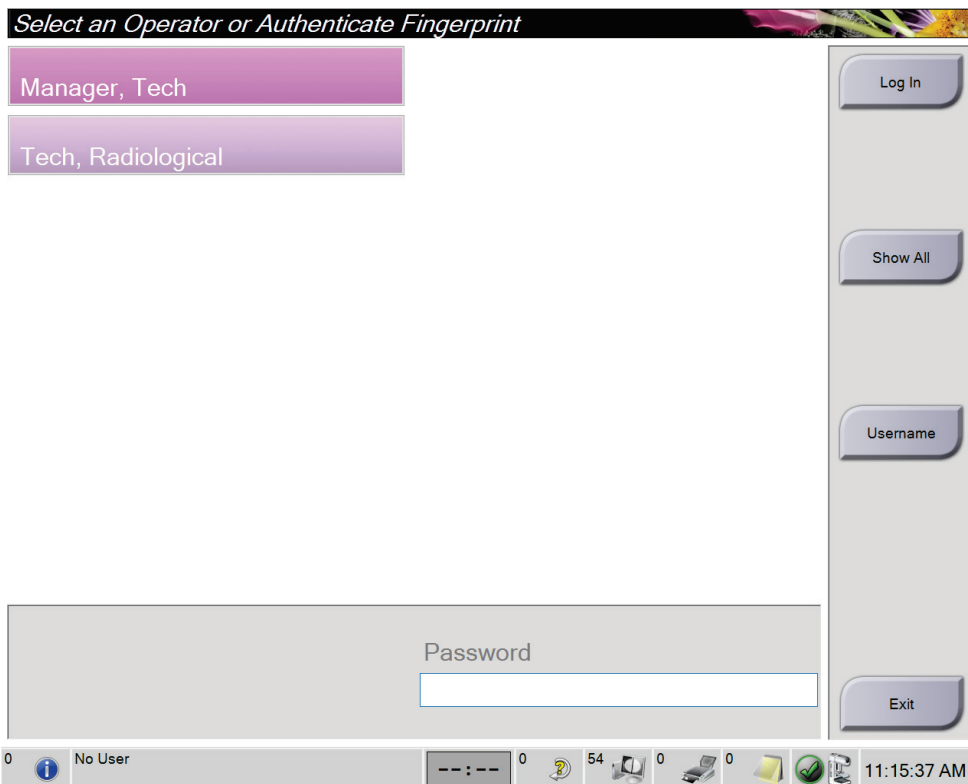 Select an Operator or Authenticate Fingerprint
Manager, Tech
Log In
Tech, Radiological
Show All
Username
Password
Exit
0 No User --:-- 0 54 0 0 11:15:37 AM